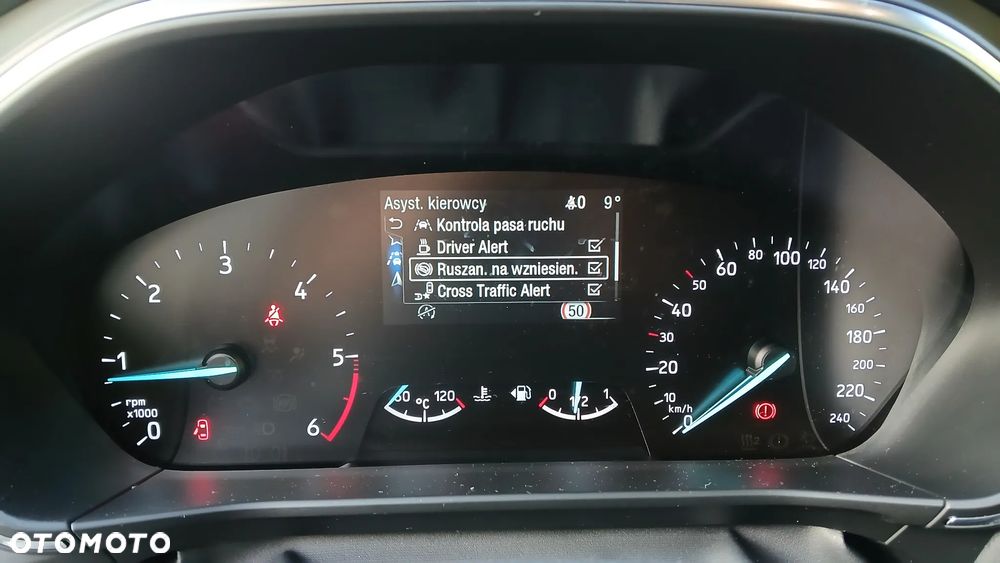 Asyst. kierowcy 40 9°
Kontrola pasa ruchu
Driver Alert
Ruszan. na wzniesien.
Cross Traffic Alert
50
0 1 2 3 4 5 6
rpm
x1000
°C 120
0 1/2 1
0 10 20 30 40 50 60 80 100 120 140 160 180 200 220 240
km/h
OTOMOTO